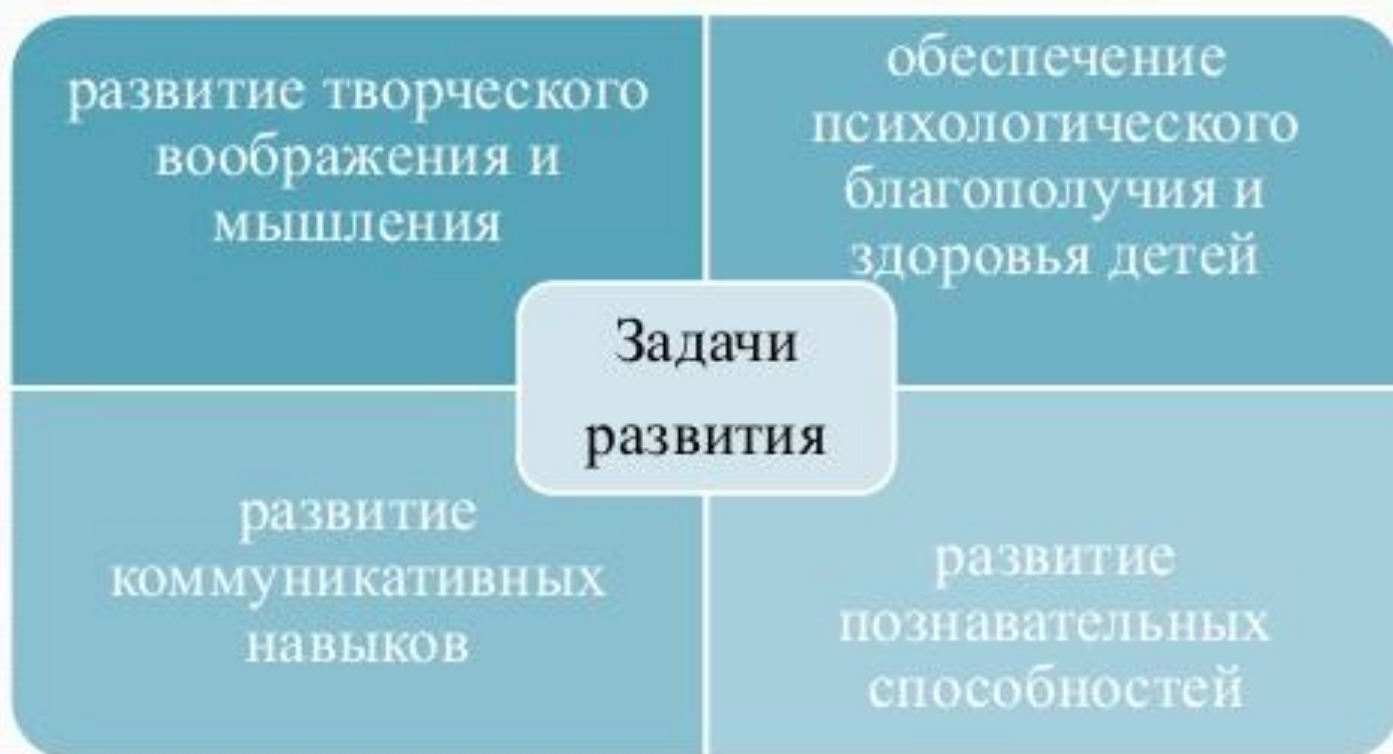 развитие творческого
воображения и
мышления
обеспечение
психологического
благополучия и
здоровья детей
Задачи
развития
развитие
коммуникативных
навыков
развитие
познавательных
способностей